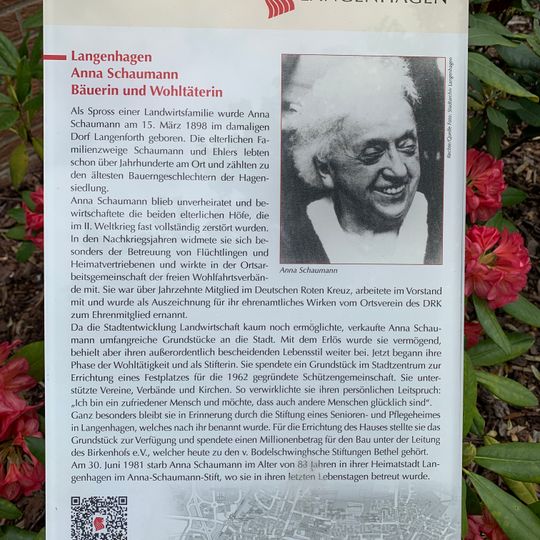 LANGENHAGEN
Langenhagen
Anna Schaumann
Bäuerin und Wohltäterin
Als Spross einer Landwirtsfamilie wurde Anna
Schaumann am 15. März 1898 im damaligen
Dorf Langenforth geboren. Die elterlichen Fa-
milienzweige Schaumann und Ehlers lebten
schon über Jahrhunderte am Ort und zählten zu
den ältesten Bauerngeschlechtern der Hagen-
siedlung.
Anna Schaumann blieb unverheiratet und be-
wirtschaftete die beiden elterlichen Höfe, die
im II. Weltkrieg fast vollständig zerstört wurden.
In den Nachkriegsjahren widmete sie sich be-
sonders der Betreuung von Flüchtlingen und
Heimatvertriebenen und wirkte in der Ortsar-
beitsgemeinschaft der freien Wohlfahrtsverbän-
de mit. Sie war über Jahrzehnte Mitglied im Deutschen Roten Kreuz, arbeitete im Vorstand
mit und wurde als Auszeichnung für ihr ehrenamtliches Wirken vom Ortsverein des DRK
zum Ehrenmitglied ernannt.
Da die Stadtentwicklung Landwirtschaft kaum noch ermöglichte, verkaufte Anna Schau-
mann umfangreiche Grundstücke an die Stadt. Mit dem Erlös wurde sie vermögend,
behielt aber ihren außerordentlich bescheidenen Lebensstil weiter bei. Jetzt begann ihre
Phase der Wohltätigkeit und als Stifterin. Sie spendete ein Grundstück im Stadtzentrum zur
Errichtung eines Festplatzes für die 1962 gegründete Schützengemeinschaft. Sie unter-
stützte Vereine, Verbände und Kirchen. So verwirklichte sie ihren persönlichen Leitspruch:
„Ich bin ein zufriedener Mensch und möchte, dass auch andere Menschen glücklich sind“.
Ganz besonders bleibt sie in Erinnerung durch die Stiftung eines Senioren- und Pflegeheimes
in Langenhagen, welches nach ihr benannt wurde. Für die Errichtung des Hauses stellte sie das
Grundstück zur Verfügung und spendete einen Millionenbetrag für den Bau unter der Leitung
des Birkenhofs e.V., welcher heute zu den v. Bodelschwinghsche Stiftungen Bethel gehört.
Am 30. Juni 1981 starb Anna Schaumann im Alter von 83 Jahren in ihrer Heimatstadt Lan-
genhagen im Anna-Schaumann-Stift, wo sie in ihren letzten Lebenstagen betreut wurde.
Anna Schaumann
Rechte/Quelle Foto: Stadtarchiv Langenhagen